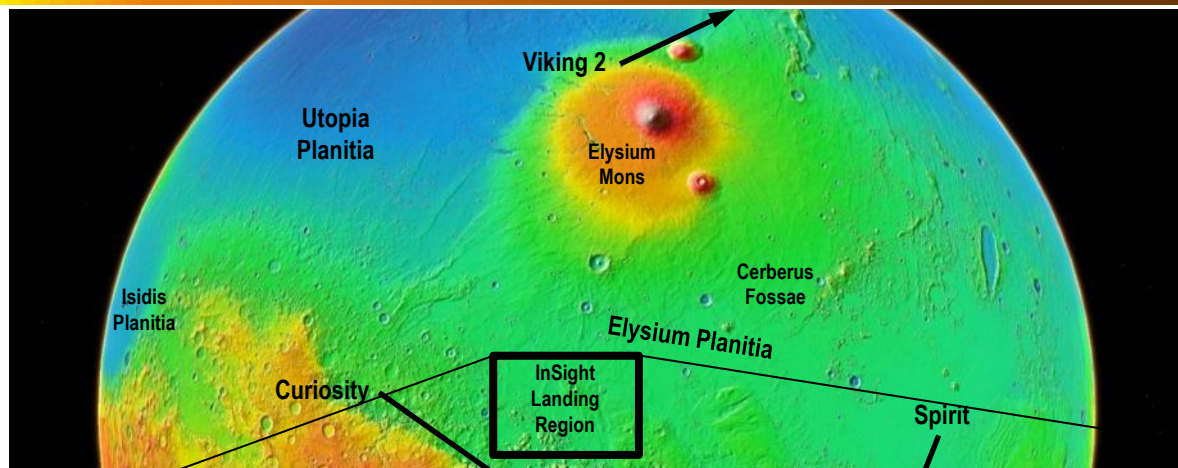 Viking 2
Utopia
Planitia
Elysium
Mons
Cerberus
Fossae
Isidis
Planitia
Elysium Planitia
InSight
Landing
Region
Curiosity
Spirit